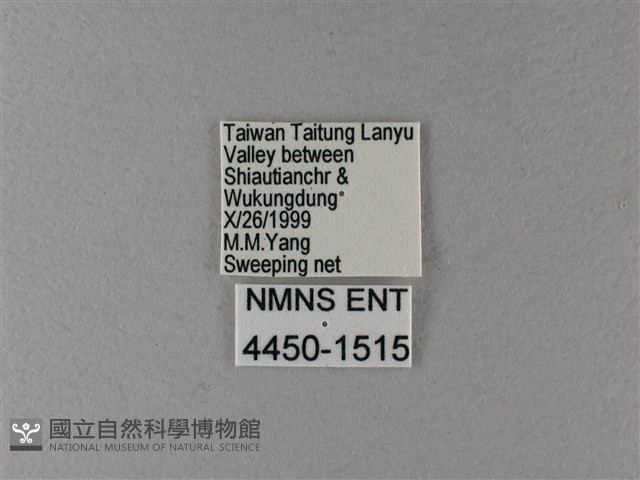 Taiwan Taitung Lanyu
Valley between
Shiautianchr &
Wukungdung
X/26/1999
M.M.Yang
Sweeping net
NMNS ENT
4450-1515
國立自然科學博物館
NATIONAL MUSEUM OF NATURAL SCIENCE